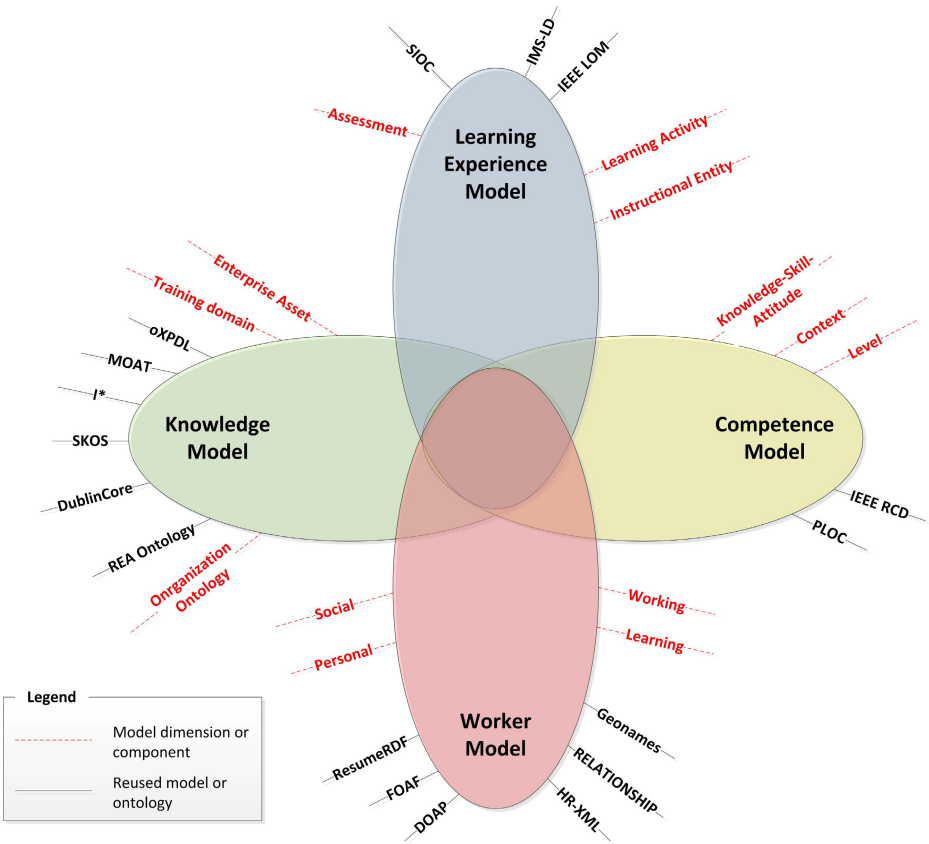 SIOC
IMS-LD
IEEE LOM
Assessment
Learning
Experience
Model
Learning Activity
Instructional Entity
Enterprise Asset
Training domain
oXPDL
MOAT
I*
SKOS
DublinCore
REA Ontology
Onrganization
Ontology
Knowledge
Model
Knowledge-Skill-
Attitude
Context
Level
Competence
Model
IEEE RCD
PLOC
Social
Personal
Working
Learning
Worker
Model
ResumeRDF
FOAF
DOAP
Geonames
RELATIONSHIP
HR-XML
Legend
Model dimension or
component
Reused model or
ontology